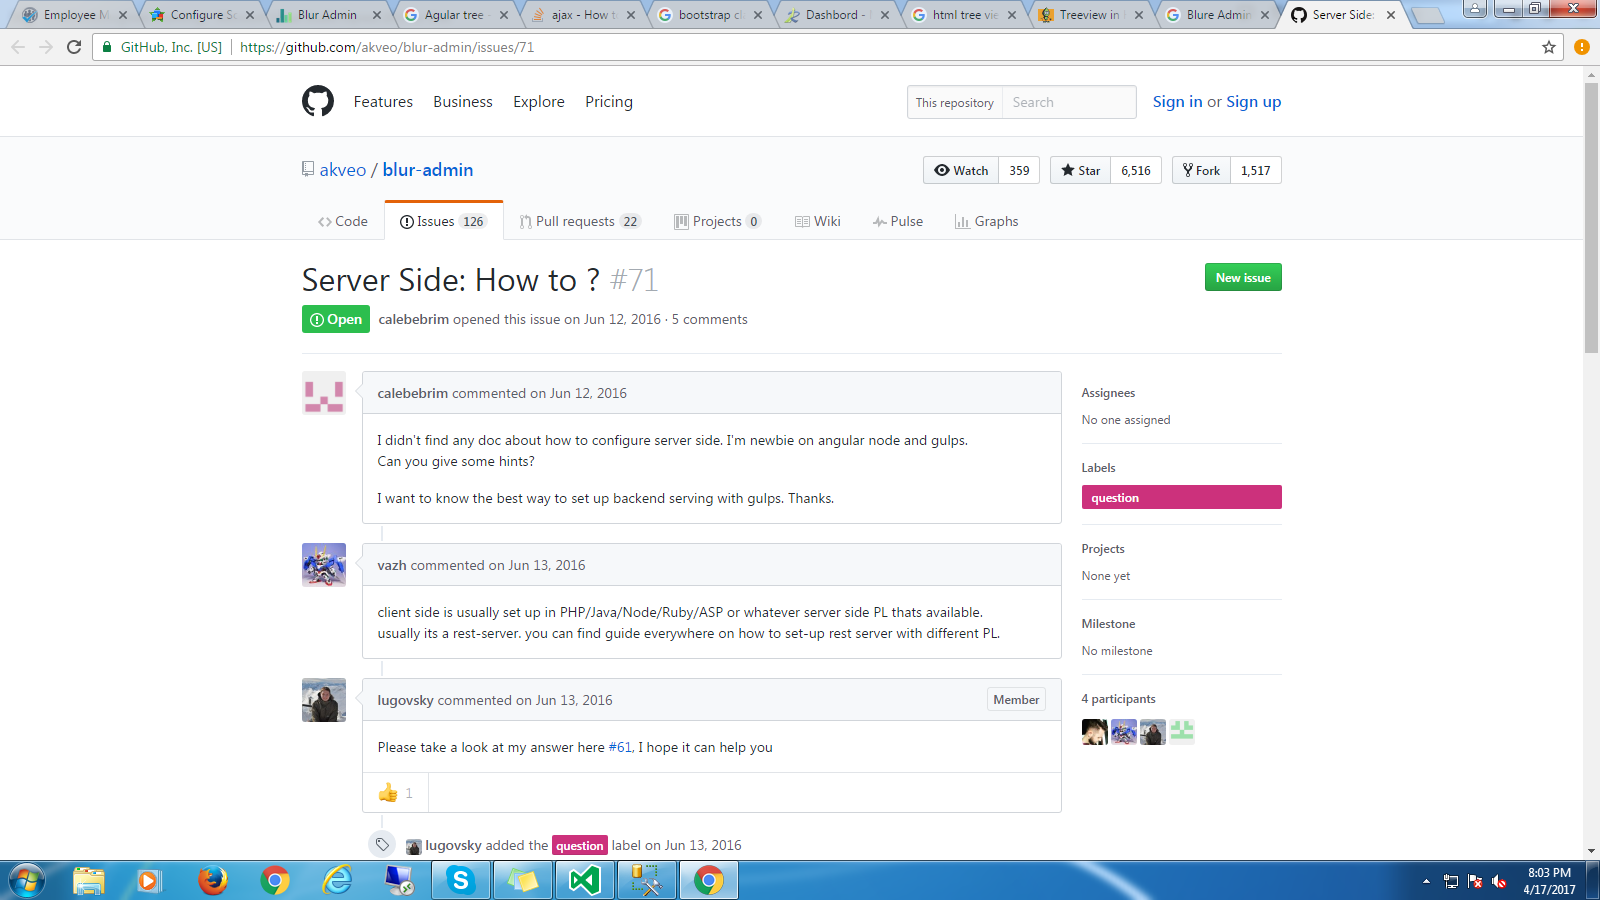 Employee M
Configure Sc
Blur Admin
Agular tree -
ajax - How to
bootstrap cl
Dashbord -
html tree vie
Treeview in
Blure Admin
Server Side:
GitHub, Inc. [US]
https://github.com/akveo/blur-admin/issues/71
Features
Business
Explore
Pricing
This repository
Search
Sign in or Sign up
akveo / blur-admin
Watch 359
Star 6,516
Fork 1,517
Code
Issues 126
Pull requests 22
Projects 0
Wiki
Pulse
Graphs
Server Side: How to ? #71
New issue
Open
calebebrim opened this issue on Jun 12, 2016 · 5 comments
calebebrim commented on Jun 12, 2016
I didn't find any doc about how to configure server side. I'm newbie on angular node and gulps.
Can you give some hints?
I want to know the best way to set up backend serving with gulps. Thanks.
vazh commented on Jun 13, 2016
client side is usually set up in PHP/Java/Node/Ruby/ASP or whatever server side PL thats available.
usually its a rest-server. you can find guide everywhere on how to set-up rest server with different PL.
lugovsky commented on Jun 13, 2016
Member
Please take a look at my answer here #61, I hope it can help you
1
lugovsky added the question label on Jun 13, 2016
Assignees
No one assigned
Labels
question
Projects
None yet
Milestone
No milestone
4 participants
8:03 PM
4/17/2017